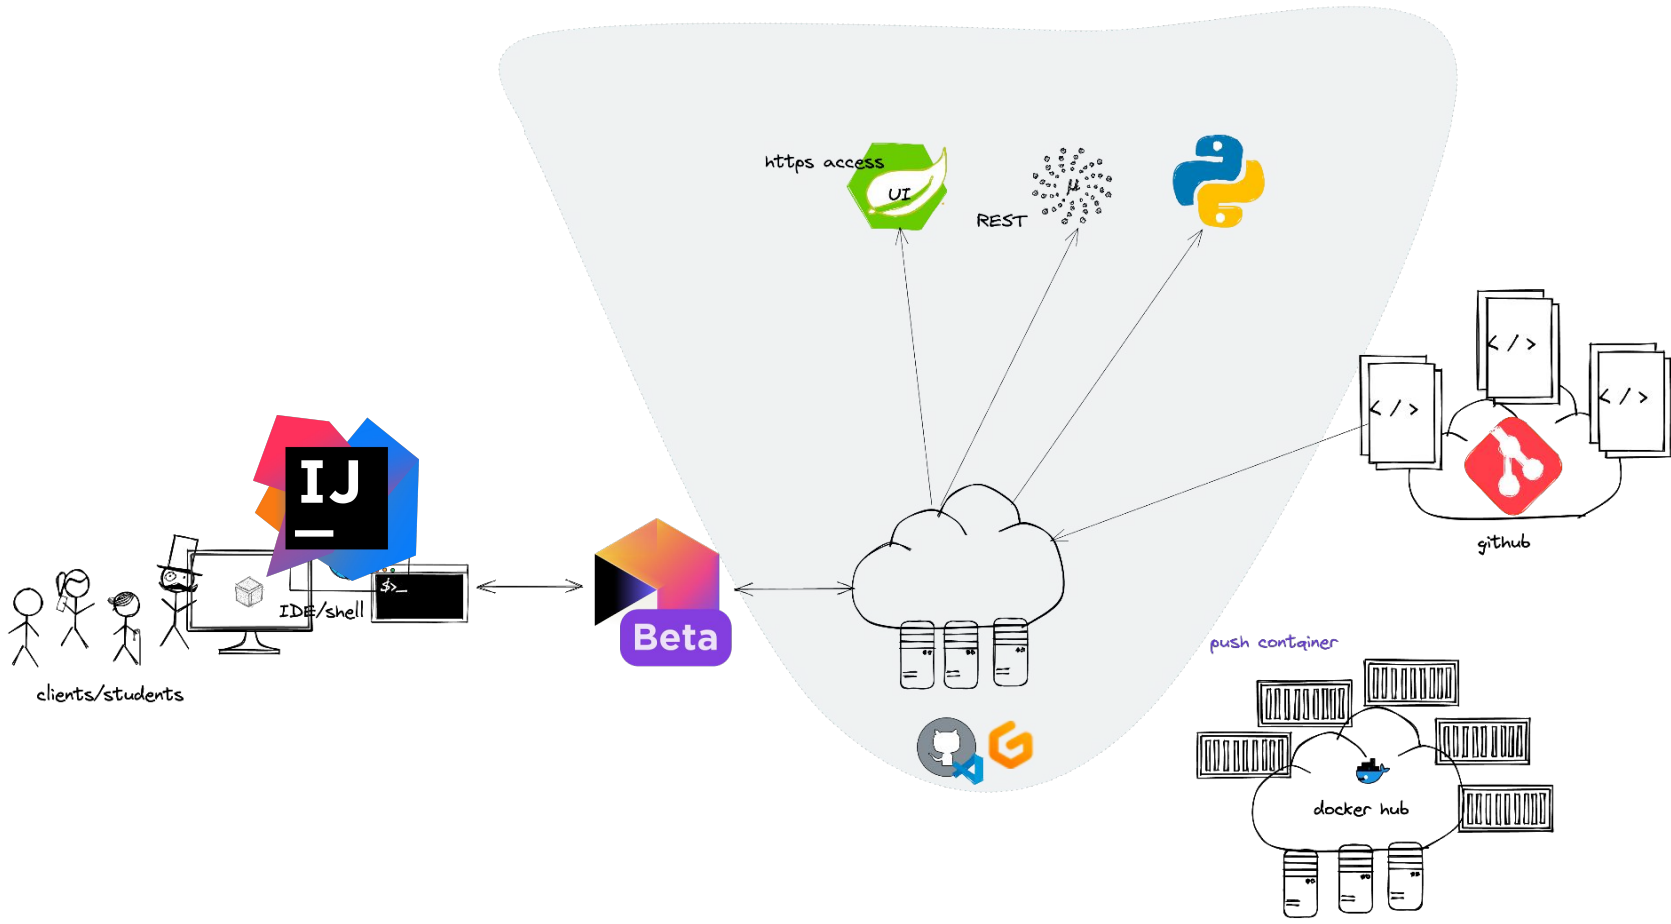 https access
UI
REST
μ
</>
</>
</>
github
IJ
$>_
IDE/shell
Beta
clients/students
push container
docker hub